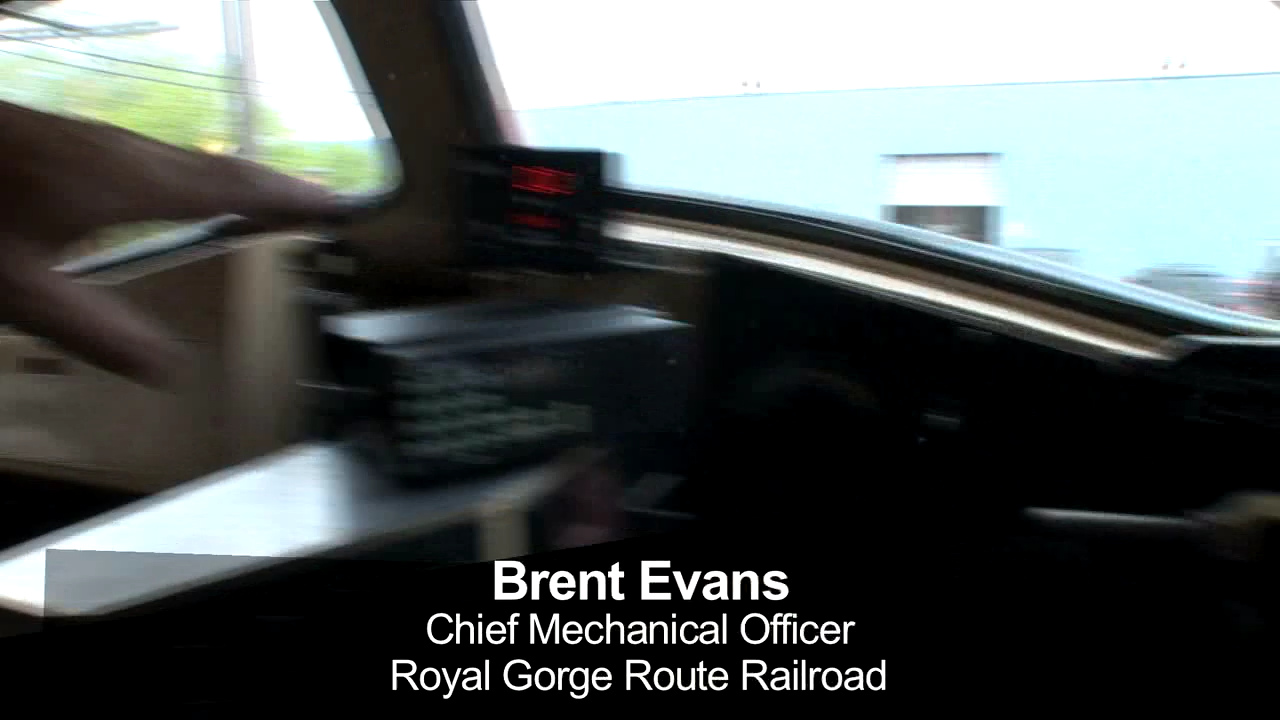 Brent Evans
Chief Mechanical Officer
Royal Gorge Route Railroad